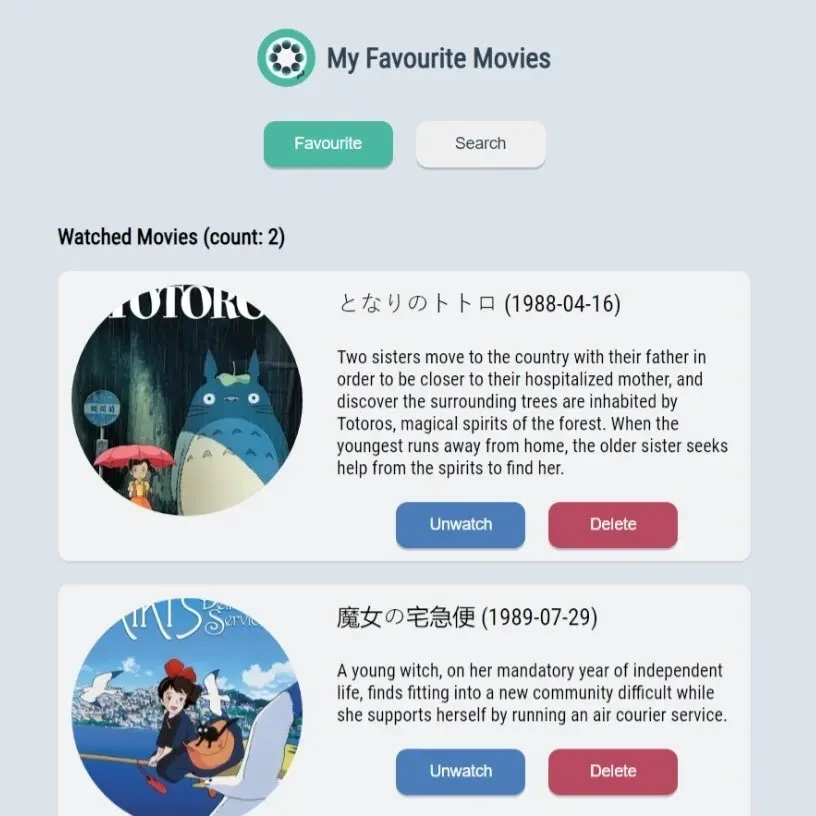 My Favourite Movies
Favourite
Search
Watched Movies (count: 2)
TOTORO
となりのトトロ (1988-04-16)
Two sisters move to the country with their father in
order to be closer to their hospitalized mother, and
discover the surrounding trees are inhabited by
Totoros, magical spirits of the forest. When the
youngest runs away from home, the older sister seeks
help from the spirits to find her.
Unwatch
Delete
魔女の宅急便 (1989-07-29)
A young witch, on her mandatory year of independent
life, finds fitting into a new community difficult while
she supports herself by running an air courier service.
Unwatch
Delete